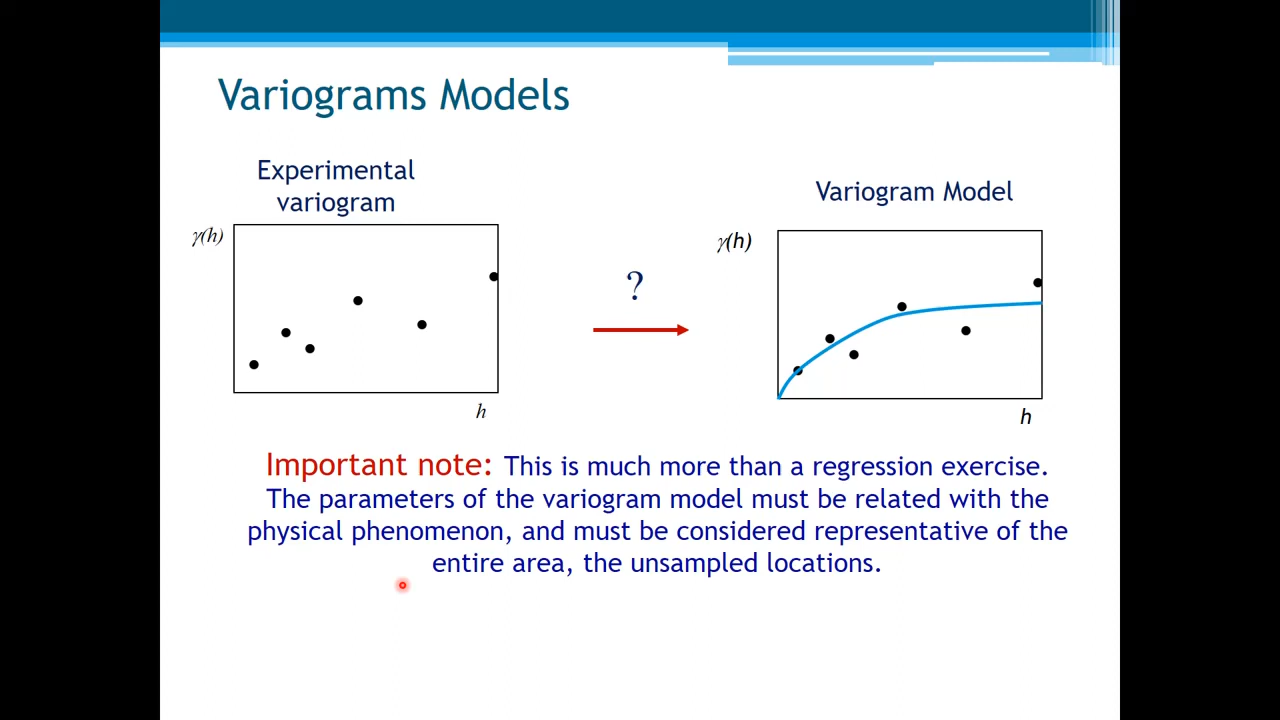 Variograms Models
Experimental
variogram
Variogram Model
γ(h)
γ(h)
?
h
h
Important note: This is much more than a regression exercise.
The parameters of the variogram model must be related with the
physical phenomenon, and must be considered representative of the
entire area, the unsampled locations.